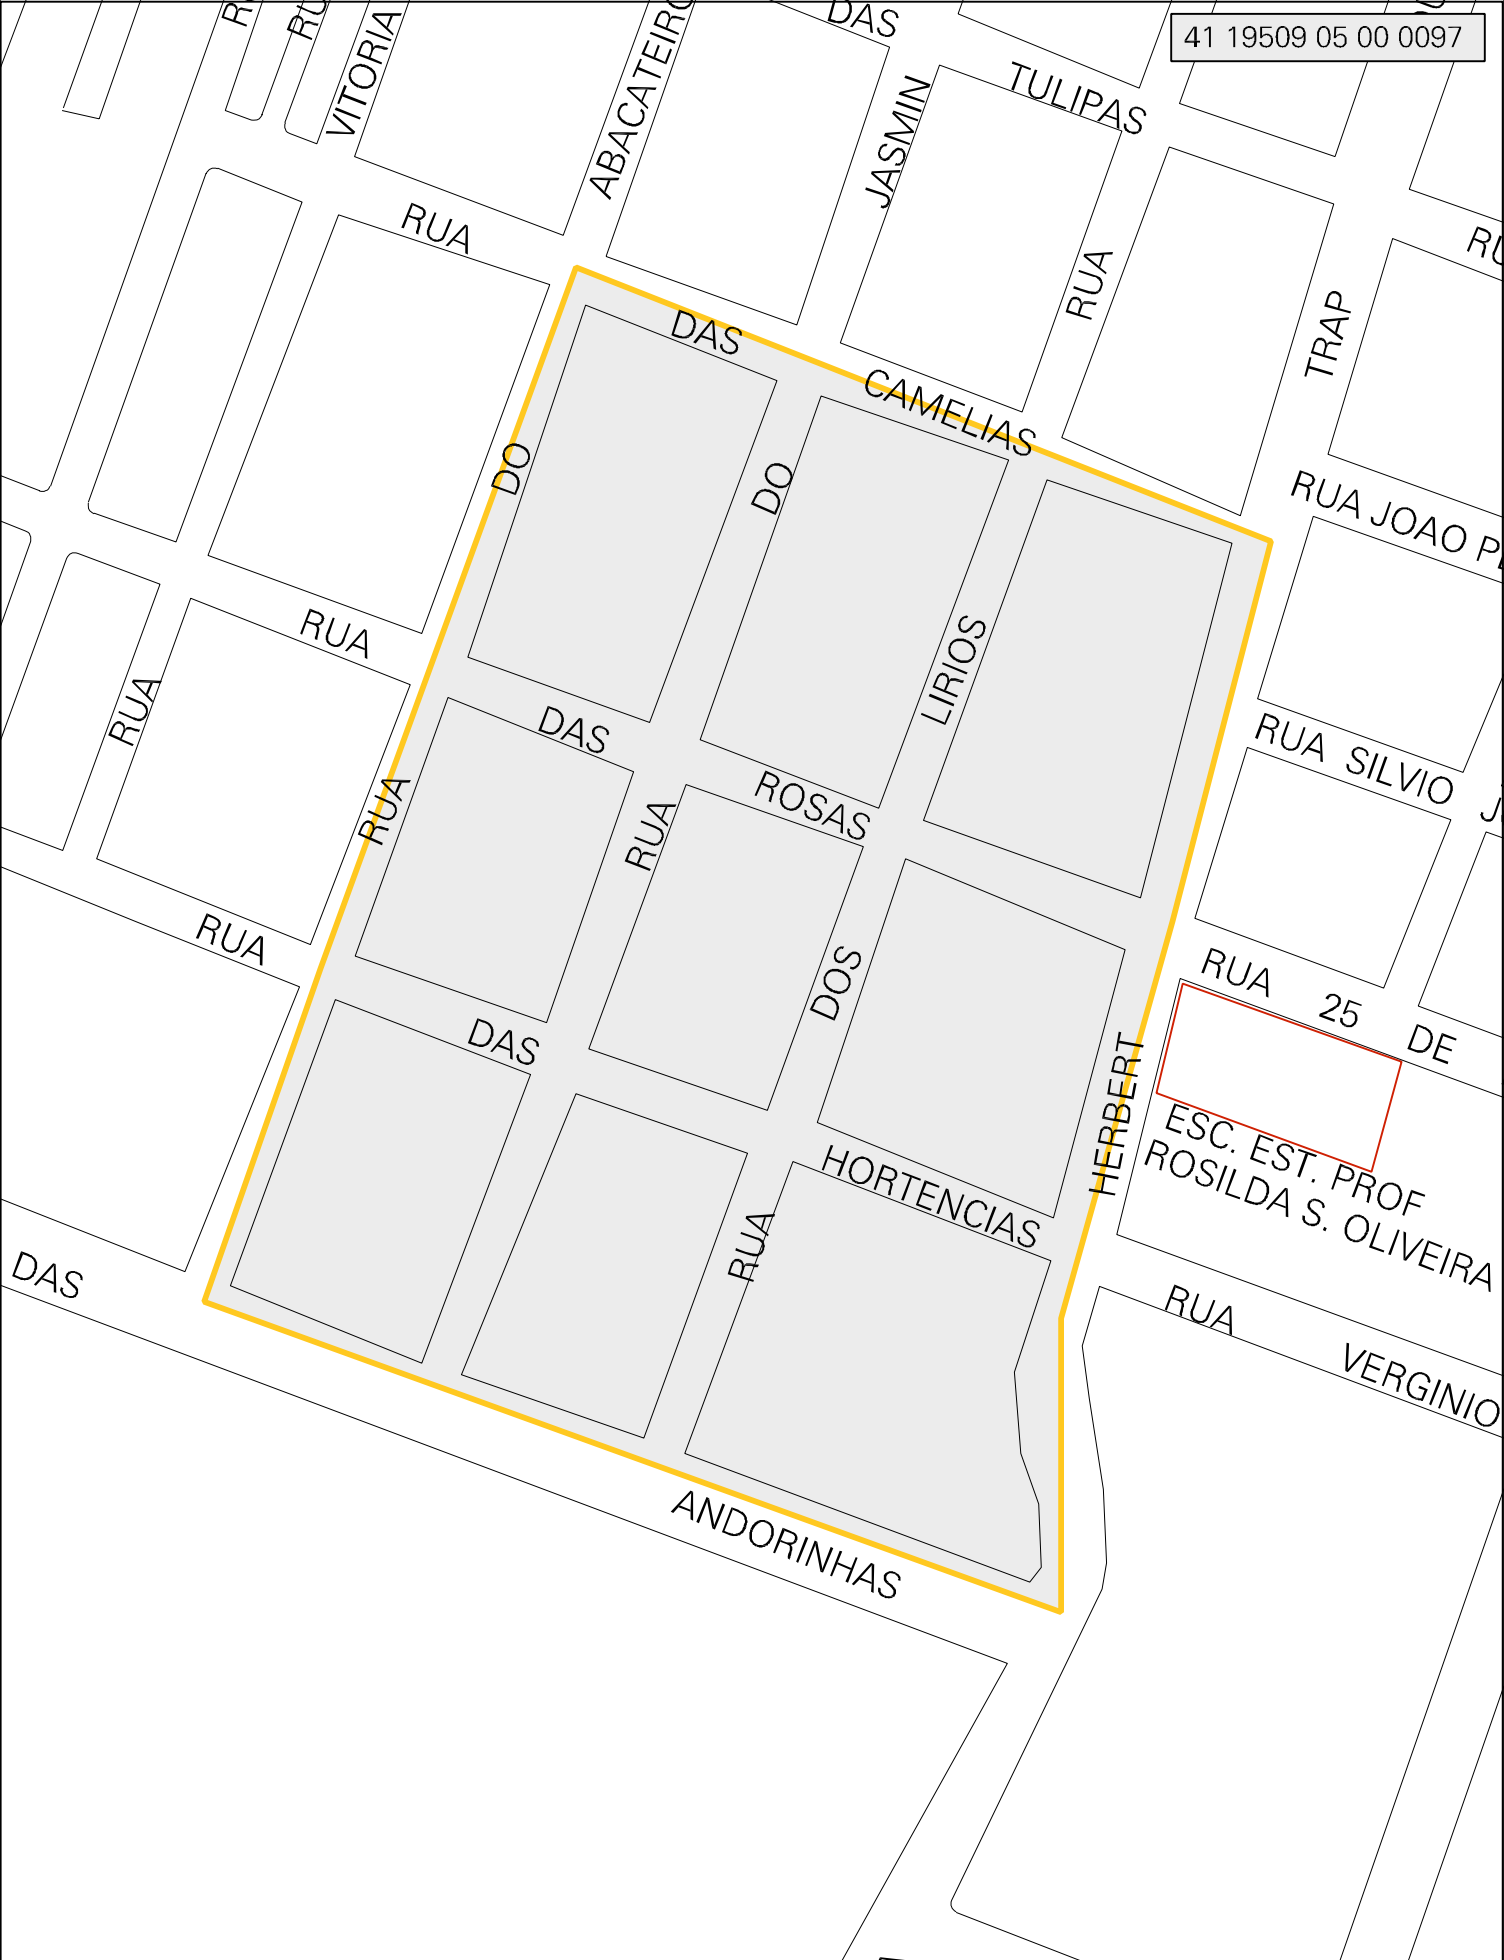 41 19509 05 00 0097
DAS
TULIPAS
VITORIA
ABACATEIRO
JASMIN
RUA
RUA
TRAP
DAS
CAMELIAS
DO
DO
RUA JOAO
RUA
LIRIOS
RUA
DAS
ROSAS
RUA SILVIO
RUA
RUA
RUA
DOS
RUA 25 DE
DAS
HERBERT
HORTENCIAS
ESC. EST. PROF
ROSILDA S. OLIVEIRA
RUA
DAS
RUA
VERGINIO
ANDORINHAS